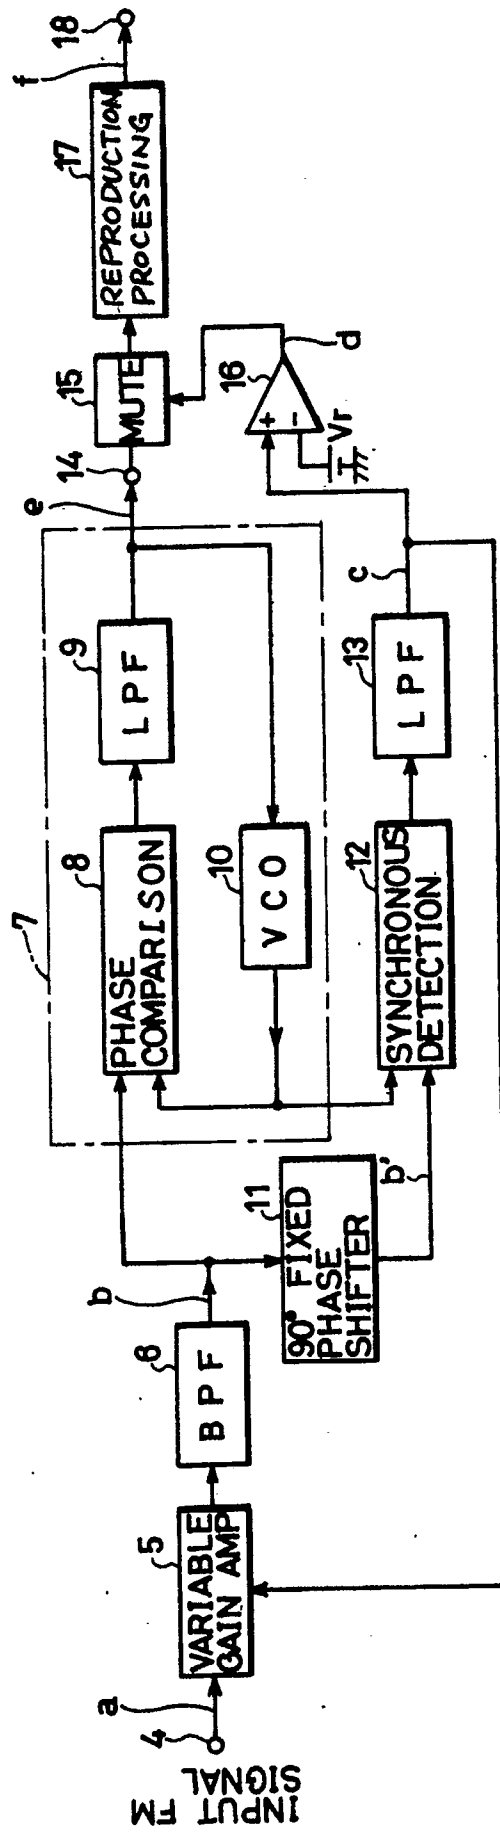 INPUT FM
SIGNAL
4
a
5
VARIABLE
GAIN AMP
6
BPF
b
11
90° FIXED
PHASE
SHIFTER
b'
7
8
PHASE
COMPARISON
9
LPF
10
VCO
12
SYNCHRONOUS
DETECTION
13
LPF
c
e
14
15
MUTE
16
+
-
Vr
d
17
REPRODUCTION
PROCESSING
f
18